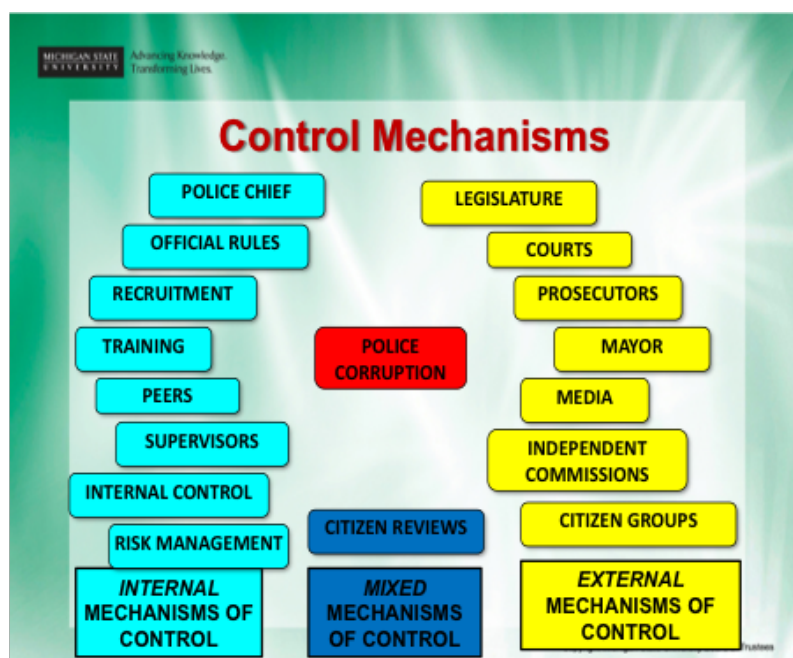 MICHIGAN STATE
UNIVERSITY
Advancing Knowledge.
Transforming Lives.
Control Mechanisms
POLICE CHIEF
OFFICIAL RULES
RECRUITMENT
TRAINING
PEERS
SUPERVISORS
INTERNAL CONTROL
RISK MANAGEMENT
INTERNAL
MECHANISMS OF
CONTROL
POLICE
CORRUPTION
CITIZEN REVIEWS
MIXED
MECHANISMS
OF CONTROL
LEGISLATURE
COURTS
PROSECUTORS
MAYOR
MEDIA
INDEPENDENT
COMMISSIONS
CITIZEN GROUPS
EXTERNAL
MECHANISMS OF
CONTROL
Trustees